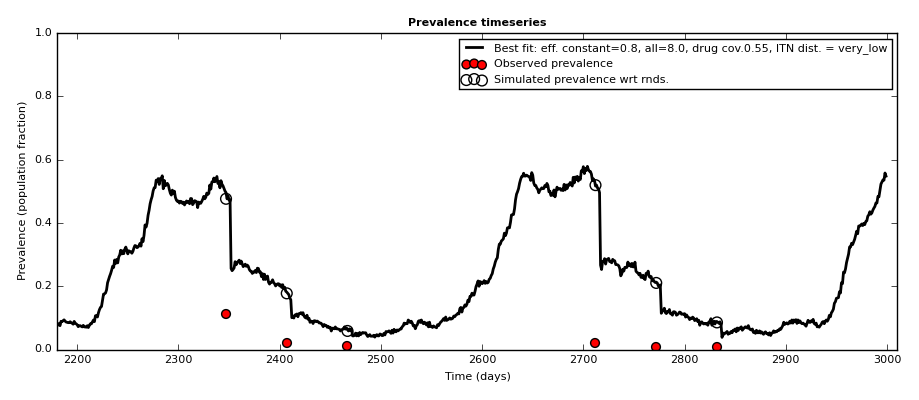 Prevalence timeseries
1.0
0.8
0.6
0.4
0.2
0.0
Prevalence (population fraction)
Best fit: eff. constant=0.8, all=8.0, drug cov.0.55, ITN dist. = very_low
Observed prevalence
Simulated prevalence wrt rnds.
2200 2300 2400 2500 2600 2700 2800 2900 3000
Time (days)